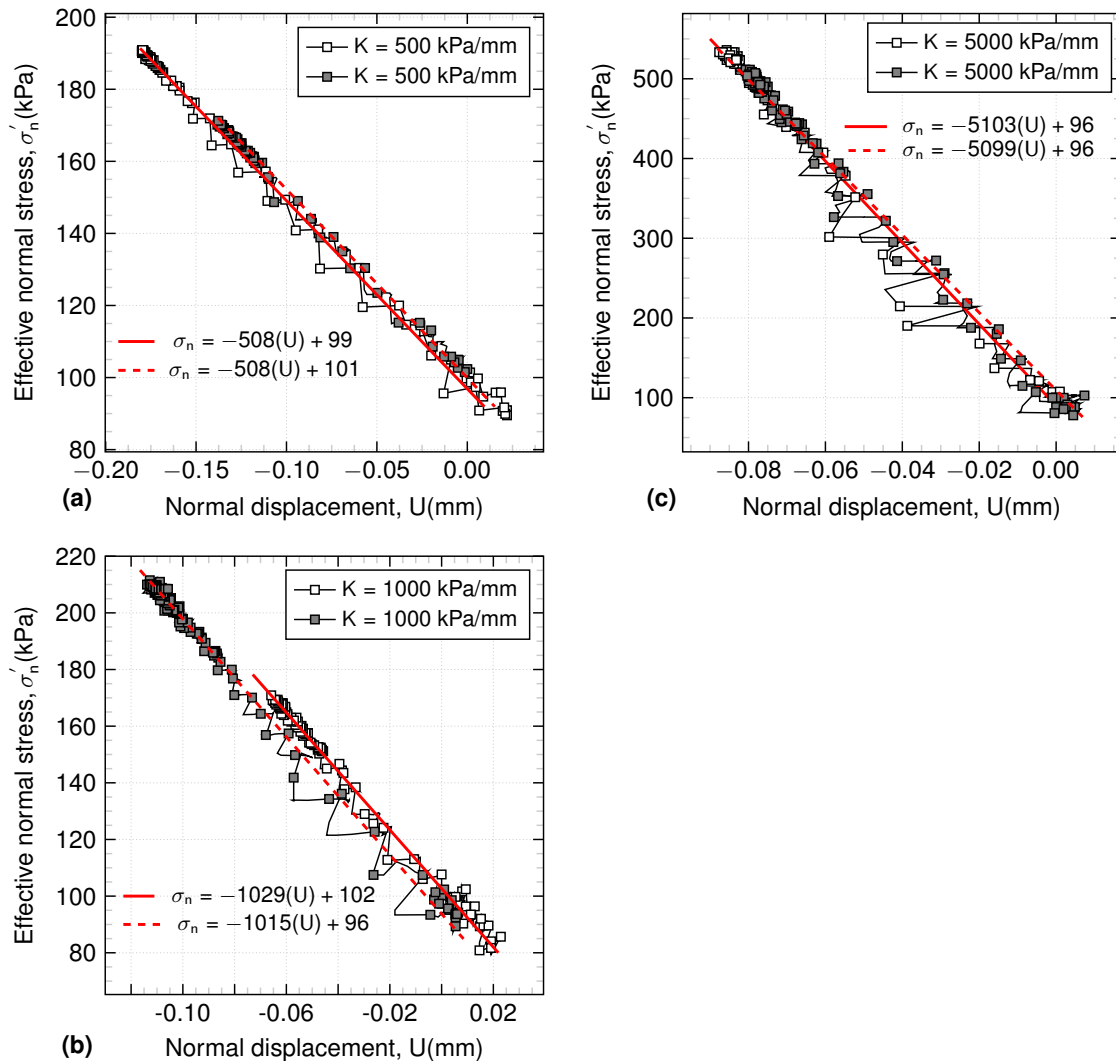 200
180
160
140
120
100
80
−0.20
−0.15
−0.10
−0.05
0.00
Effective normal stress, σ′n(kPa)
Normal displacement, U(mm)
K = 500 kPa/mm
K = 500 kPa/mm
σn = −508(U) + 99
σn = −508(U) + 101
(a)
500
400
300
200
100
−0.08
−0.06
−0.04
−0.02
0.00
Effective normal stress, σ′n(kPa)
Normal displacement, U(mm)
K = 5000 kPa/mm
K = 5000 kPa/mm
σn = −5103(U) + 96
σn = −5099(U) + 96
(c)
220
200
180
160
140
120
100
80
-0.10
-0.06
-0.02
0.02
Effective normal stress, σ′n(kPa)
Normal displacement, U(mm)
K = 1000 kPa/mm
K = 1000 kPa/mm
σn = −1029(U) + 102
σn = −1015(U) + 96
(b)